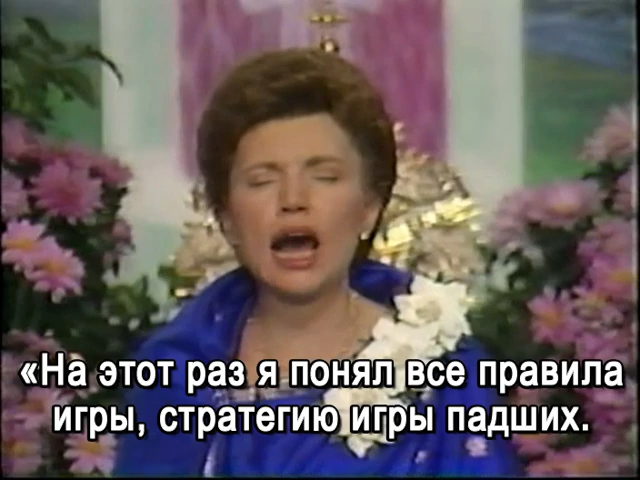 «На этот раз я понял все правила
игры, стратегию игры падших.